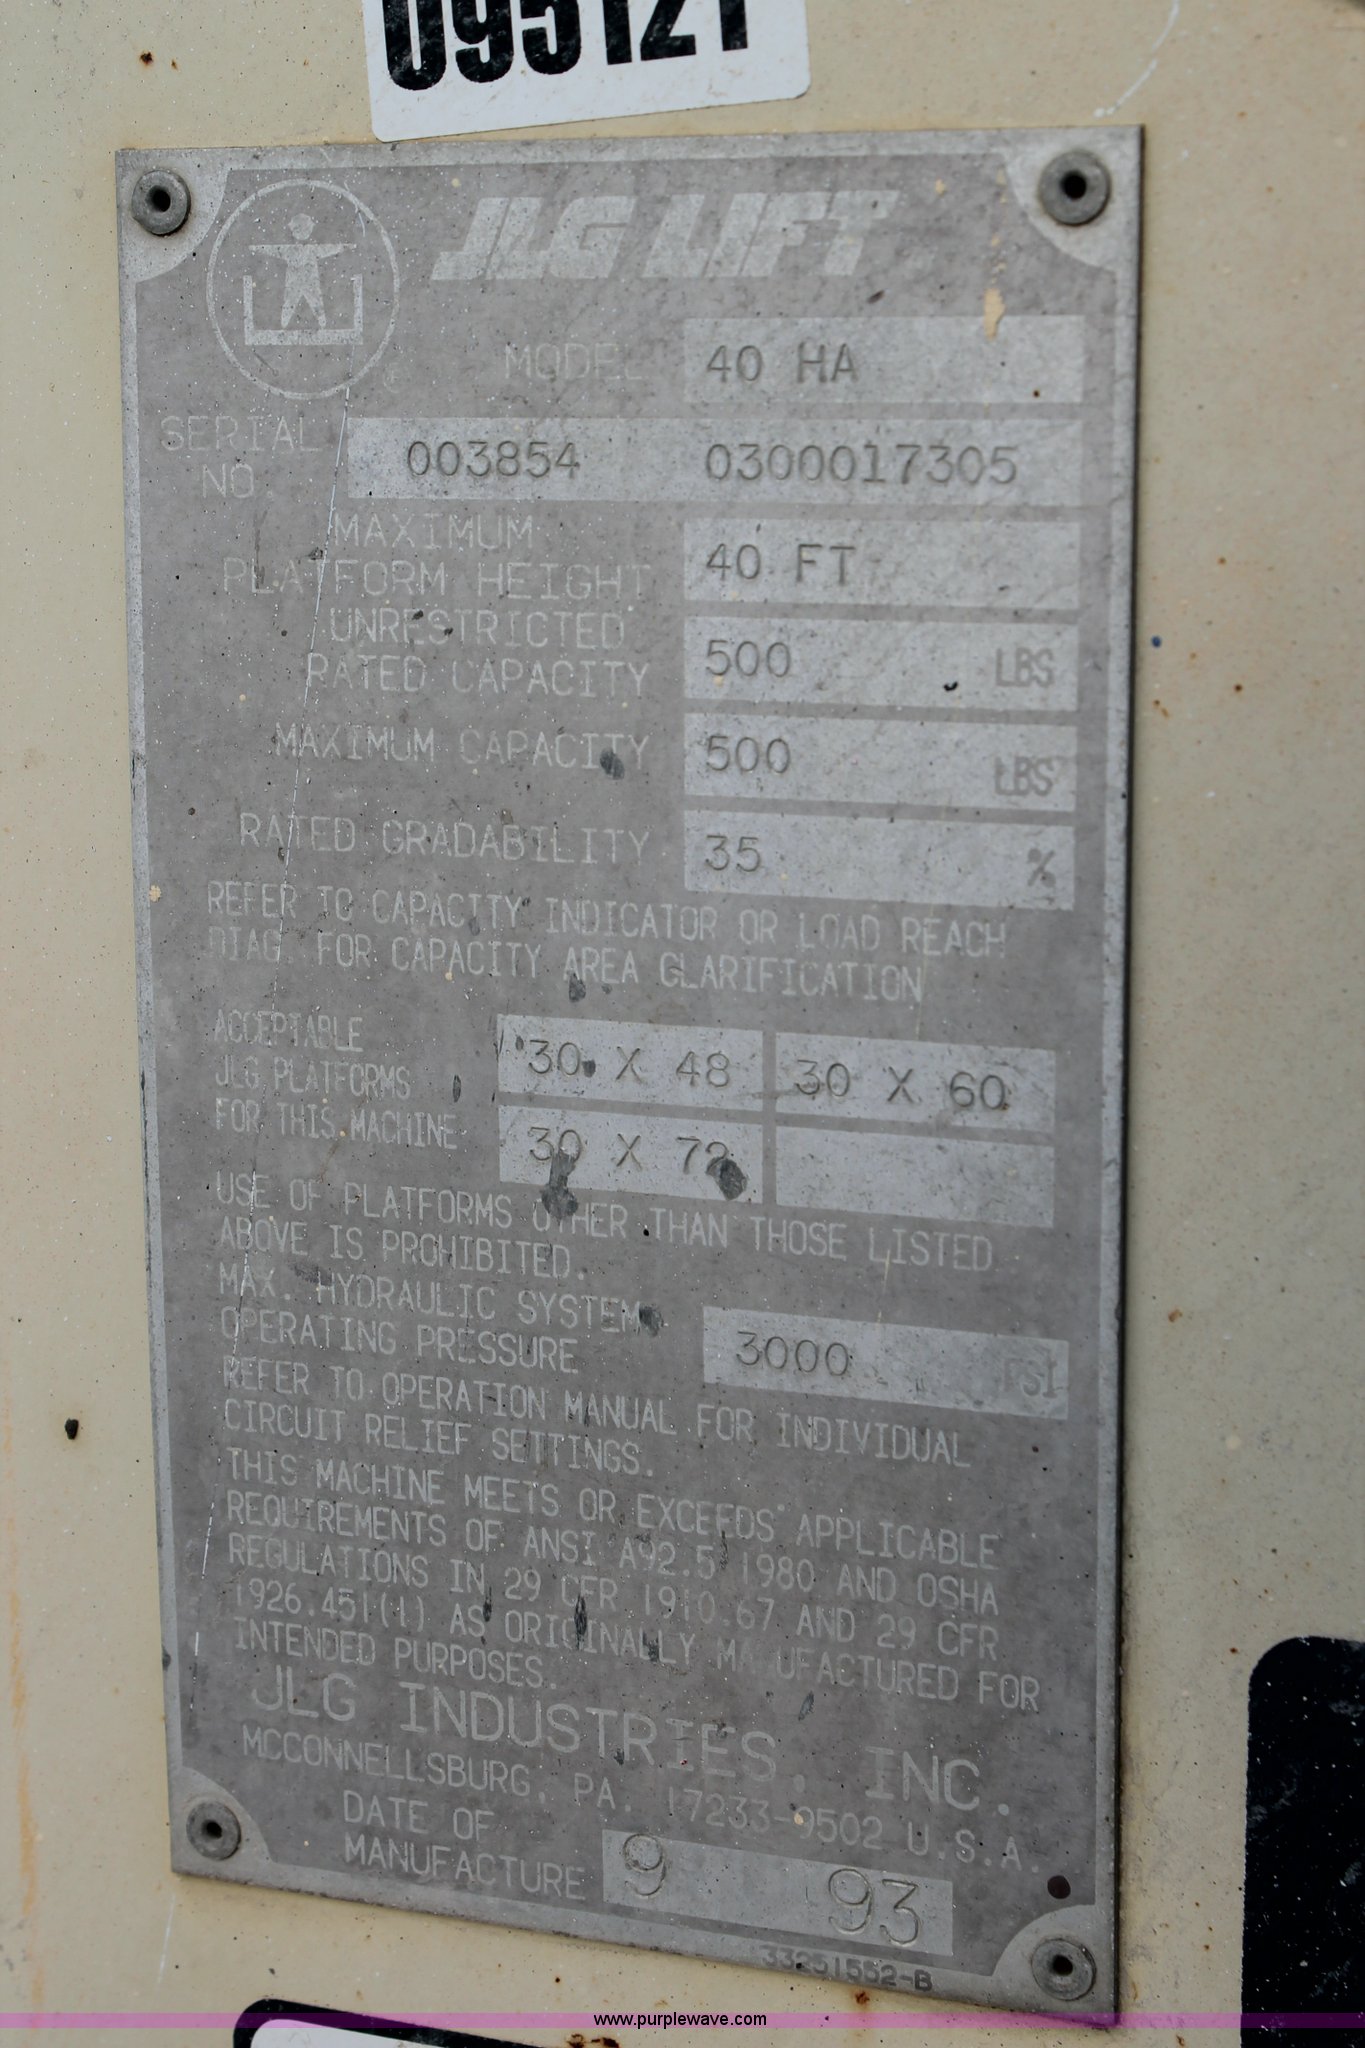 095121
JLG LIFT
MODEL 40 HA
SERIAL
NO. 003854 0300017305
MAXIMUM
PLATFORM HEIGHT 40 FT
UNRESTRICTED
RATED CAPACITY 500 LBS
MAXIMUM CAPACITY 500 LBS
RATED GRADABILITY 35 %
REFER TO CAPACITY INDICATOR OR LOAD REACH
DIAG. FOR CAPACITY AREA CLARIFICATION
ACCEPTABLE
JLG PLATFORMS
FOR THIS MACHINE
30 X 48 30 X 60
30 X 72
USE OF PLATFORMS OTHER THAN THOSE LISTED
ABOVE IS PROHIBITED.
MAX. HYDRAULIC SYSTEM
OPERATING PRESSURE 3000 PSI
REFER TO OPERATION MANUAL FOR INDIVIDUAL
CIRCUIT RELIEF SETTINGS.
THIS MACHINE MEETS OR EXCEEDS APPLICABLE
REQUIREMENTS OF ANSI A92.5 1980 AND OSHA
REGULATIONS IN 29 CFR 1910.67 AND 29 CFR
1926.451(1) AS ORIGINALLY MANUFACTURED FOR
INTENDED PURPOSES.
JLG INDUSTRIES, INC.
MCCONNELLSBURG, PA. 17233-9502 U.S.A.
DATE OF
MANUFACTURE 9 93
33251552-B
www.purplewave.com